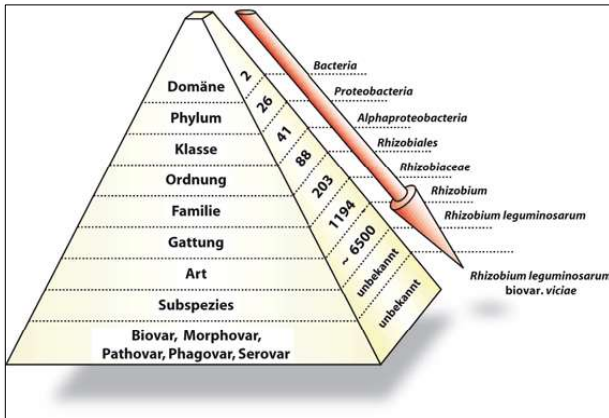 Domäne
Phylum
Klasse
Ordnung
Familie
Gattung
Art
Subspezies
Biovar, Morphovar,
Pathovar, Phagovar, Serovar
2
26
41
88
203
1194
~ 6500
unbekannt
unbekannt
Bacteria
Proteobacteria
Alphaproteobacteria
Rhizobiales
Rhizobiaceae
Rhizobium
Rhizobium leguminosarum
Rhizobium leguminosarum
biovar. viciae